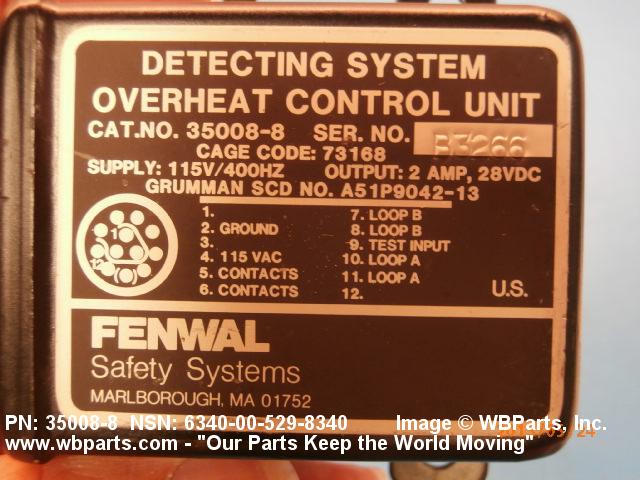 DETECTING SYSTEM
OVERHEAT CONTROL UNIT
CAT.NO. 35008-8 SER. NO. B3266
CAGE CODE: 73168
SUPPLY: 115V/400HZ OUTPUT: 2 AMP, 28VDC
GRUMMAN SCD NO. A51P9042-13
1.
2. GROUND
3.
4. 115 VAC
5. CONTACTS
6. CONTACTS
7. LOOP B
8. LOOP B
9. TEST INPUT
10. LOOP A
11. LOOP A
12.
1
12
U.S.
FENWAL
Safety Systems
MARLBOROUGH, MA 01752
PN: 35008-8 NSN: 6340-00-529-8340 Image © WBParts, Inc.
www.wbparts.com - "Our Parts Keep the World Moving"